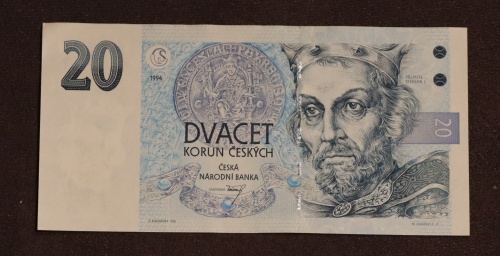 20
1994
DVACET
KORUN ČESKÝCH
ČESKÁ
NÁRODNÍ BANKA
20